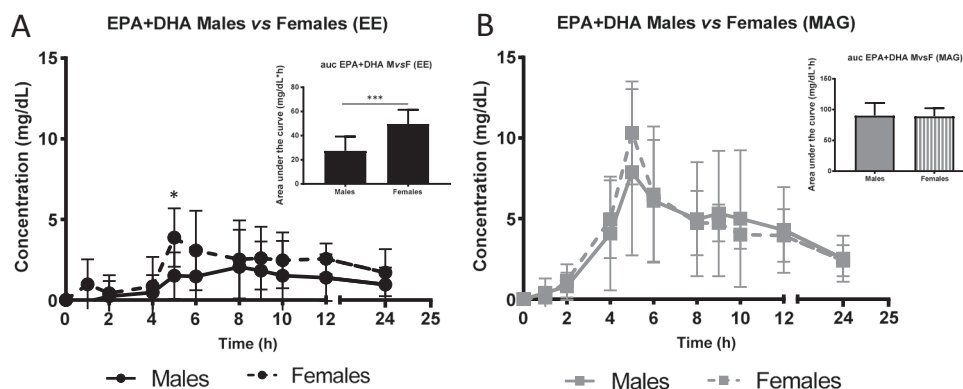 A
EPA+DHA Males vs Females (EE)
15
10
5
0
Concentration (mg/dL)
0 2 4 6 8 10 12 24 25
Time (h)
*
auc EPA+DHA MvsF (EE)
Area under the curve (mg/dL*h)
80
60
40
20
0
***
Males Females
Males Females
B
EPA+DHA Males vs Females (MAG)
15
10
5
0
Concentration (mg/dL)
0 2 4 6 8 10 12 24 25
Time (h)
auc EPA+DHA MvsF (MAG)
Area under the curve (mg/dL*h)
150
100
50
0
Males Females
Males Females